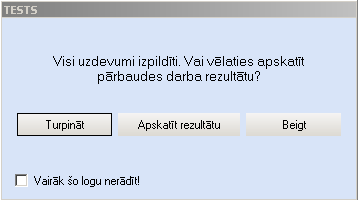 TESTS
Visi uzdevumi izpildīti. Vai vēlaties apskatīt
pārbaudes darba rezultātu?
Turpināt
Apskatīt rezultātu
Beigt
Vairāk šo logu nerādīt!